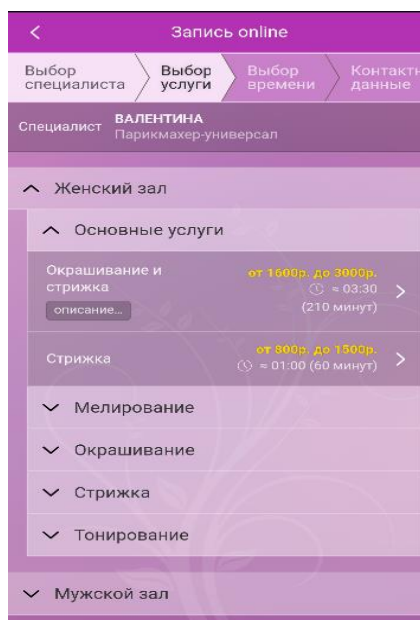 Запись online
Выбор специалиста
Выбор услуги
Выбор времени
Контактн данные
Специалист ВАЛЕНТИНА
Парикмахер-универсал
Женский зал
Основные услуги
Окрашивание и стрижка
описание...
от 1600р. до 3000р.
≈ 03:30
(210 минут)
Стрижка
от 800р. до 1500р.
≈ 01:00 (60 минут)
Мелирование
Окрашивание
Стрижка
Тонирование
Мужской зал